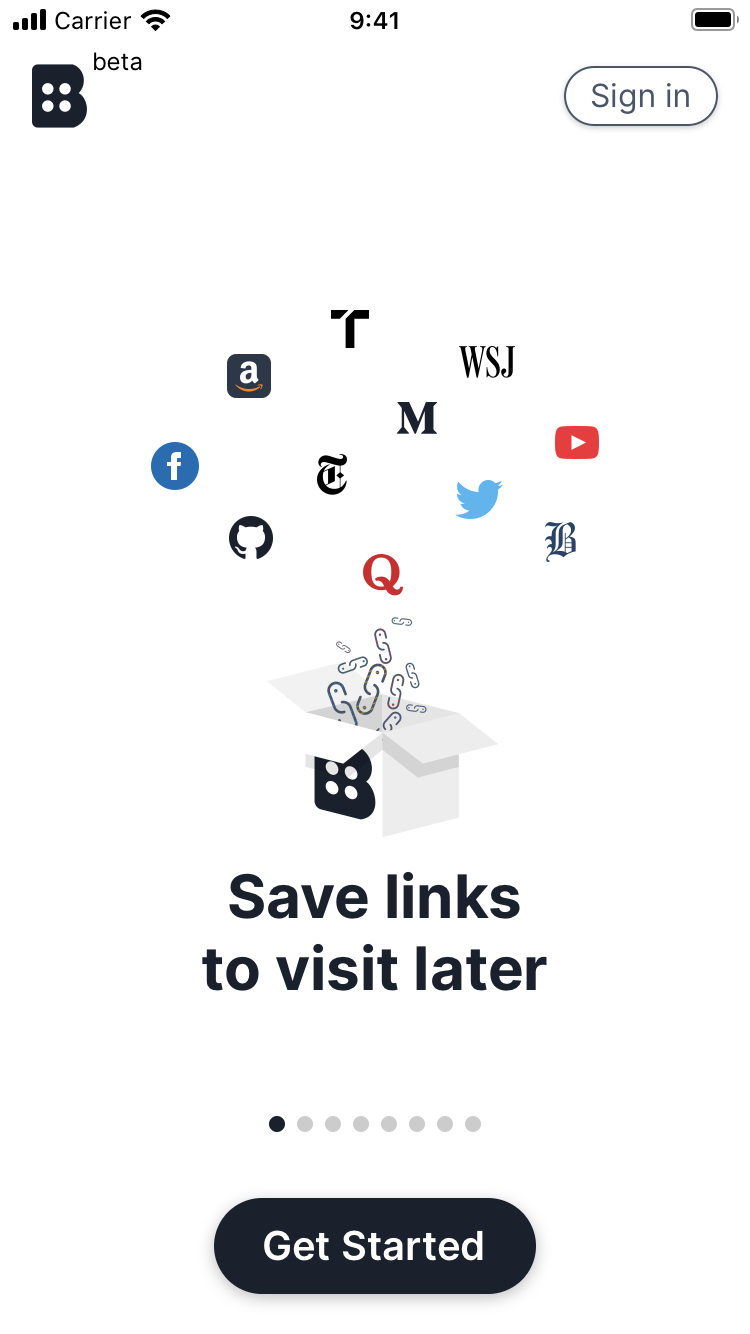 Carrier 9:41
B beta
Sign in
T
a
WSJ
M
f
T
B
Q
B
Save links
to visit later
Get Started